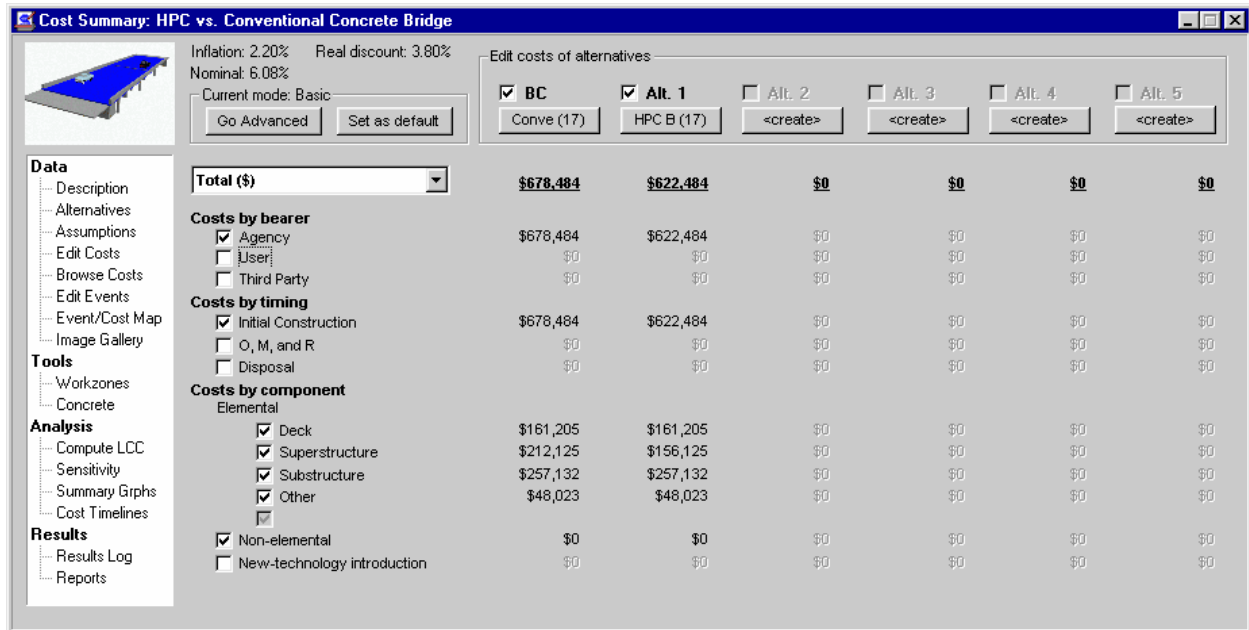 Cost Summary: HPC vs. Conventional Concrete Bridge
Inflation: 2.20% Real discount: 3.80%
Nominal: 6.08%
Current mode: Basic
Go Advanced Set as default
Edit costs of alternatives
BC Alt. 1 Alt. 2 Alt. 3 Alt. 4 Alt. 5
Conve (17) HPC B (17) <create> <create> <create> <create>
Data
Description
Alternatives
Assumptions
Edit Costs
Browse Costs
Edit Events
Event/Cost Map
Image Gallery
Tools
Workzones
Concrete
Analysis
Compute LCC
Sensitivity
Summary Grphs
Cost Timelines
Results
Results Log
Reports
Total ($) $678,484 $622,484 $0 $0 $0 $0
Costs by bearer
Agency $678,484 $622,484 $0 $0 $0 $0
User $0 $0 $0 $0 $0 $0
Third Party $0 $0 $0 $0 $0 $0
Costs by timing
Initial Construction $678,484 $622,484 $0 $0 $0 $0
O, M, and R $0 $0 $0 $0 $0 $0
Disposal $0 $0 $0 $0 $0 $0
Costs by component
Elemental
Deck $161,205 $161,205 $0 $0 $0 $0
Superstructure $212,125 $156,125 $0 $0 $0 $0
Substructure $257,132 $257,132 $0 $0 $0 $0
Other $48,023 $48,023 $0 $0 $0 $0
Non-elemental $0 $0 $0 $0 $0 $0
New-technology introduction $0 $0 $0 $0 $0 $0